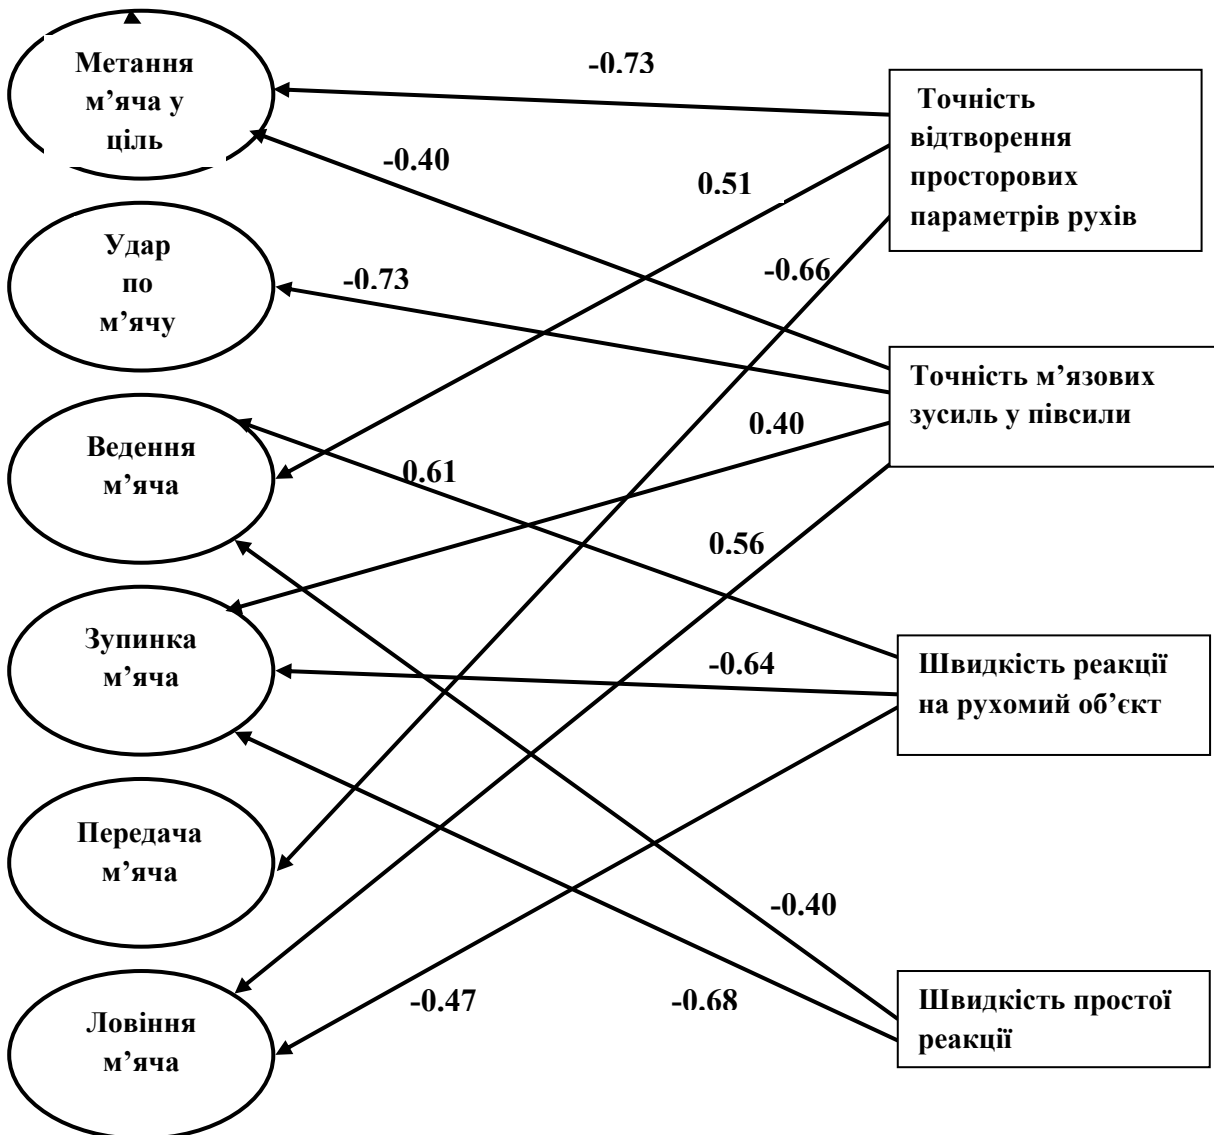 Метання
м’яча у
ціль
Удар
по
м’ячу
Ведення
м’яча
Зупинка
м’яча
Передача
м’яча
Ловіння
м’яча
-0.73
-0.40
0.51
-0.66
-0.73
0.40
0.61
0.56
-0.64
-0.40
-0.47
-0.68
Точність
відтворення
просторових
параметрів рухів
Точність м’язових
зусиль у півсили
Швидкість реакції
на рухомий об’єкт
Швидкість простої
реакції